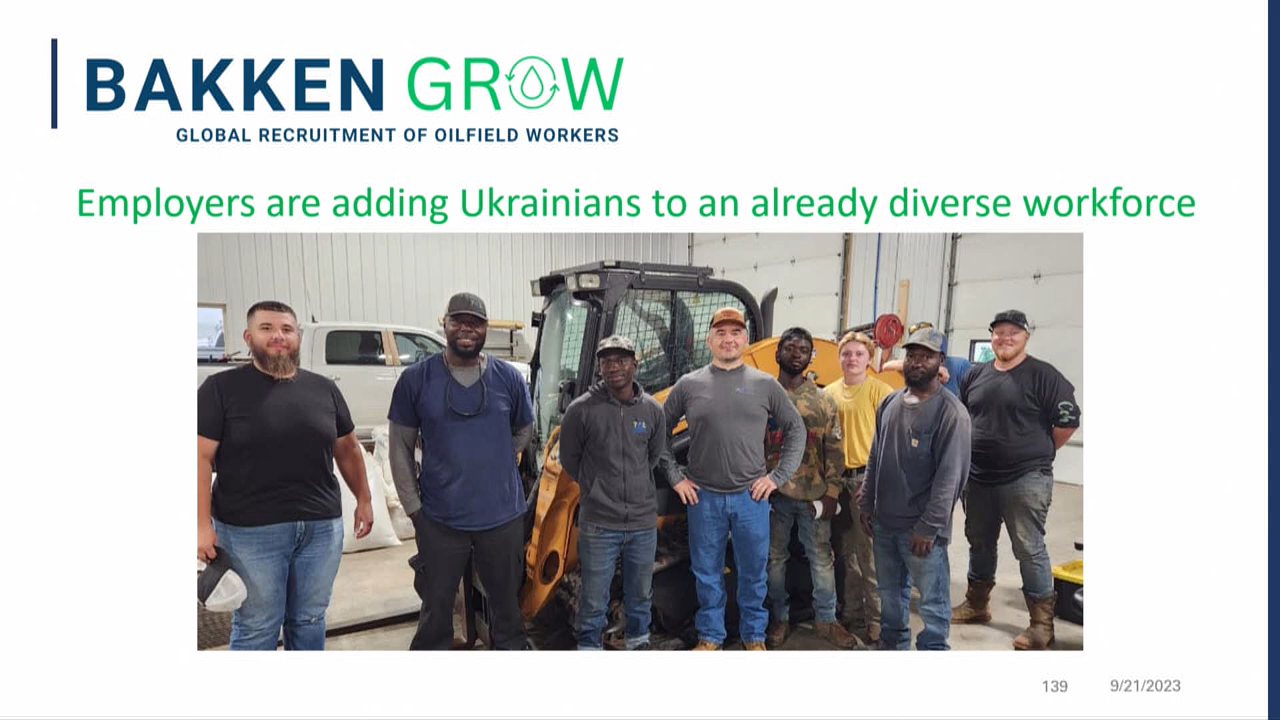 BAKKEN GROW
GLOBAL RECRUITMENT OF OILFIELD WORKERS
Employers are adding Ukrainians to an already diverse workforce
139 9/21/2023